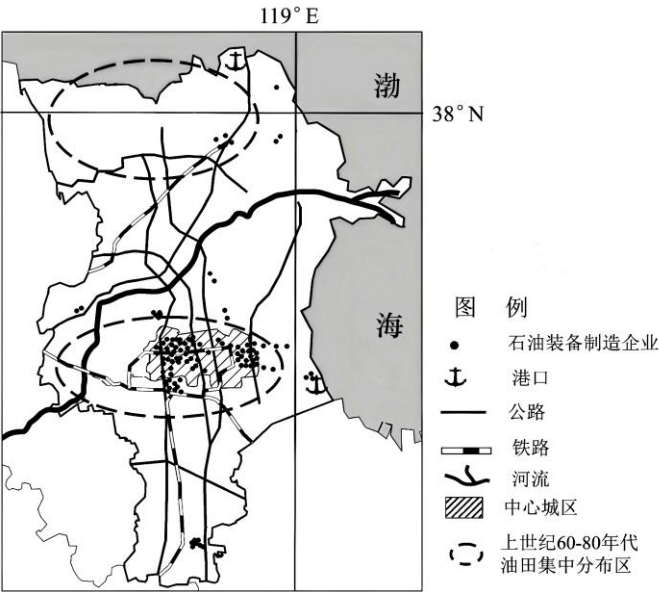 119°E
渤
38°N
海
图 例
石油装备制造企业
港口
公路
铁路
河流
中心城区
上世纪60-80年代
油田集中分布区